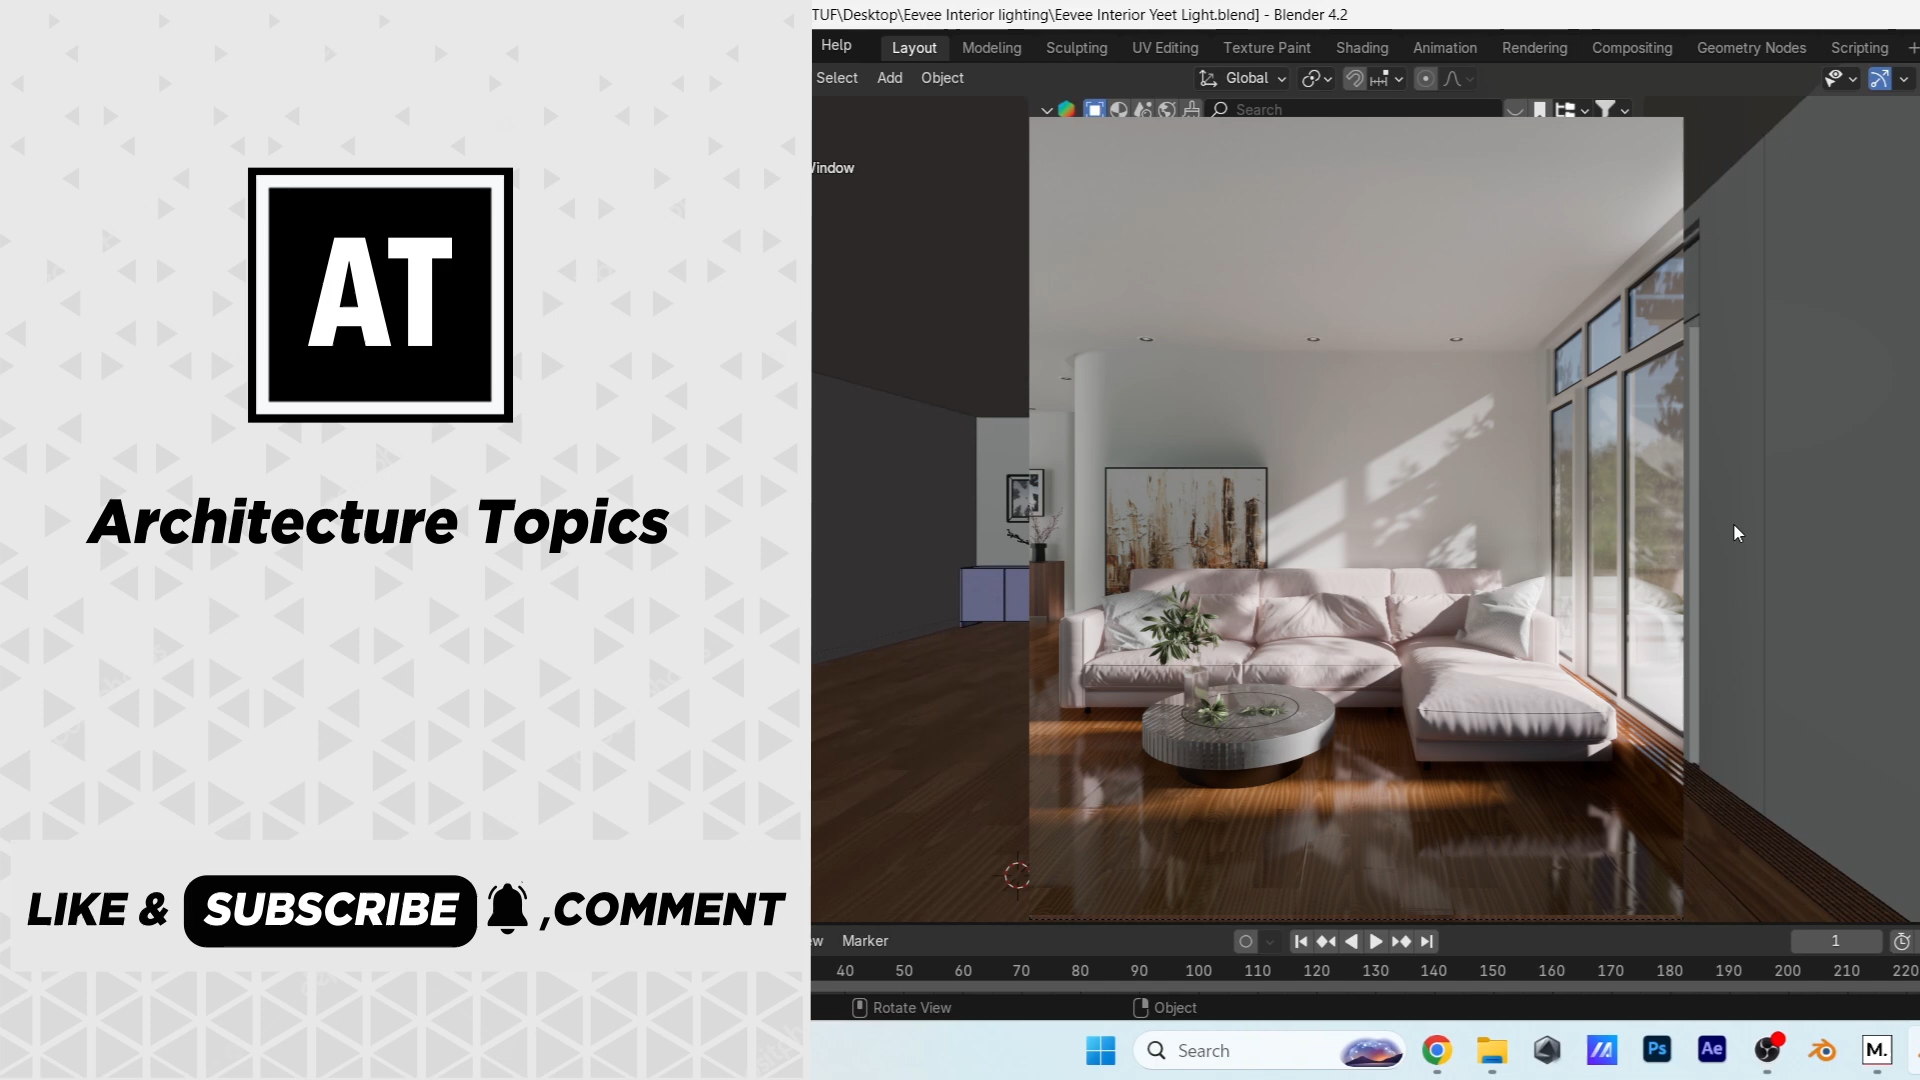 AT
Architecture Topics
LIKE & SUBSCRIBE ,COMMENT
TUF\Desktop\Eevee Interior lighting\Eevee Interior Yeet Light.blend] - Blender 4.2
Help Layout Modeling Sculpting UV Editing Texture Paint Shading Animation Rendering Compositing Geometry Nodes Scripting +
Select Add Object Global
Search
Window
Marker 1
40 50 60 70 80 90 100 110 120 130 140 150 160 170 180 190 200 210 220
Rotate View Object
Search Ps Ae M.